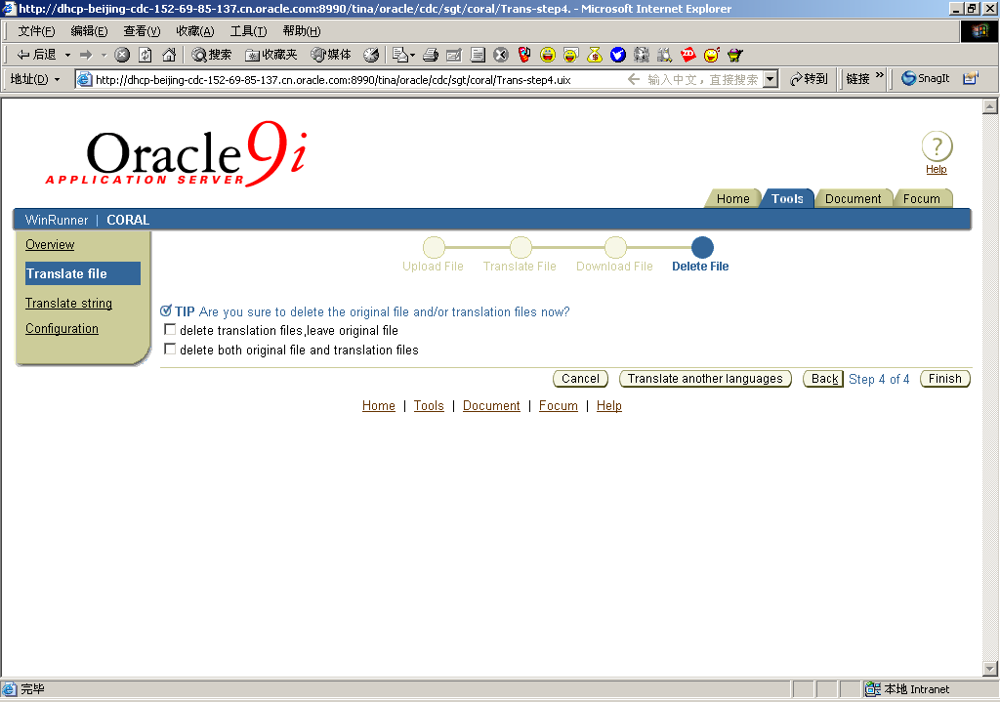 http://dhcp-beijing-cdc-152-69-85-137.cn.oracle.com:8990/tina/oracle/cdc/sgt/coral/Trans-step4. - Microsoft Internet Explorer
文件(F) 编辑(E) 查看(V) 收藏(A) 工具(T) 帮助(H)
后退 搜索 收藏夹 媒体
地址(D) http://dhcp-beijing-cdc-152-69-85-137.cn.oracle.com:8990/tina/oracle/cdc/sgt/coral/Trans-step4.uix 输入中文，直接搜索 转到 链接 » SnagIt
ORACLE 9i
APPLICATION SERVER
?
Help
Home Tools Document Focum
WinRunner | CORAL
Overview
Translate file
Translate string
Configuration
Upload File Translate File Download File Delete File
TIP Are you sure to delete the original file and/or translation files now?
delete translation files,leave original file
delete both original file and translation files
Cancel Translate another languages Back Step 4 of 4 Finish
Home | Tools | Document | Focum | Help
完毕 本地 Intranet